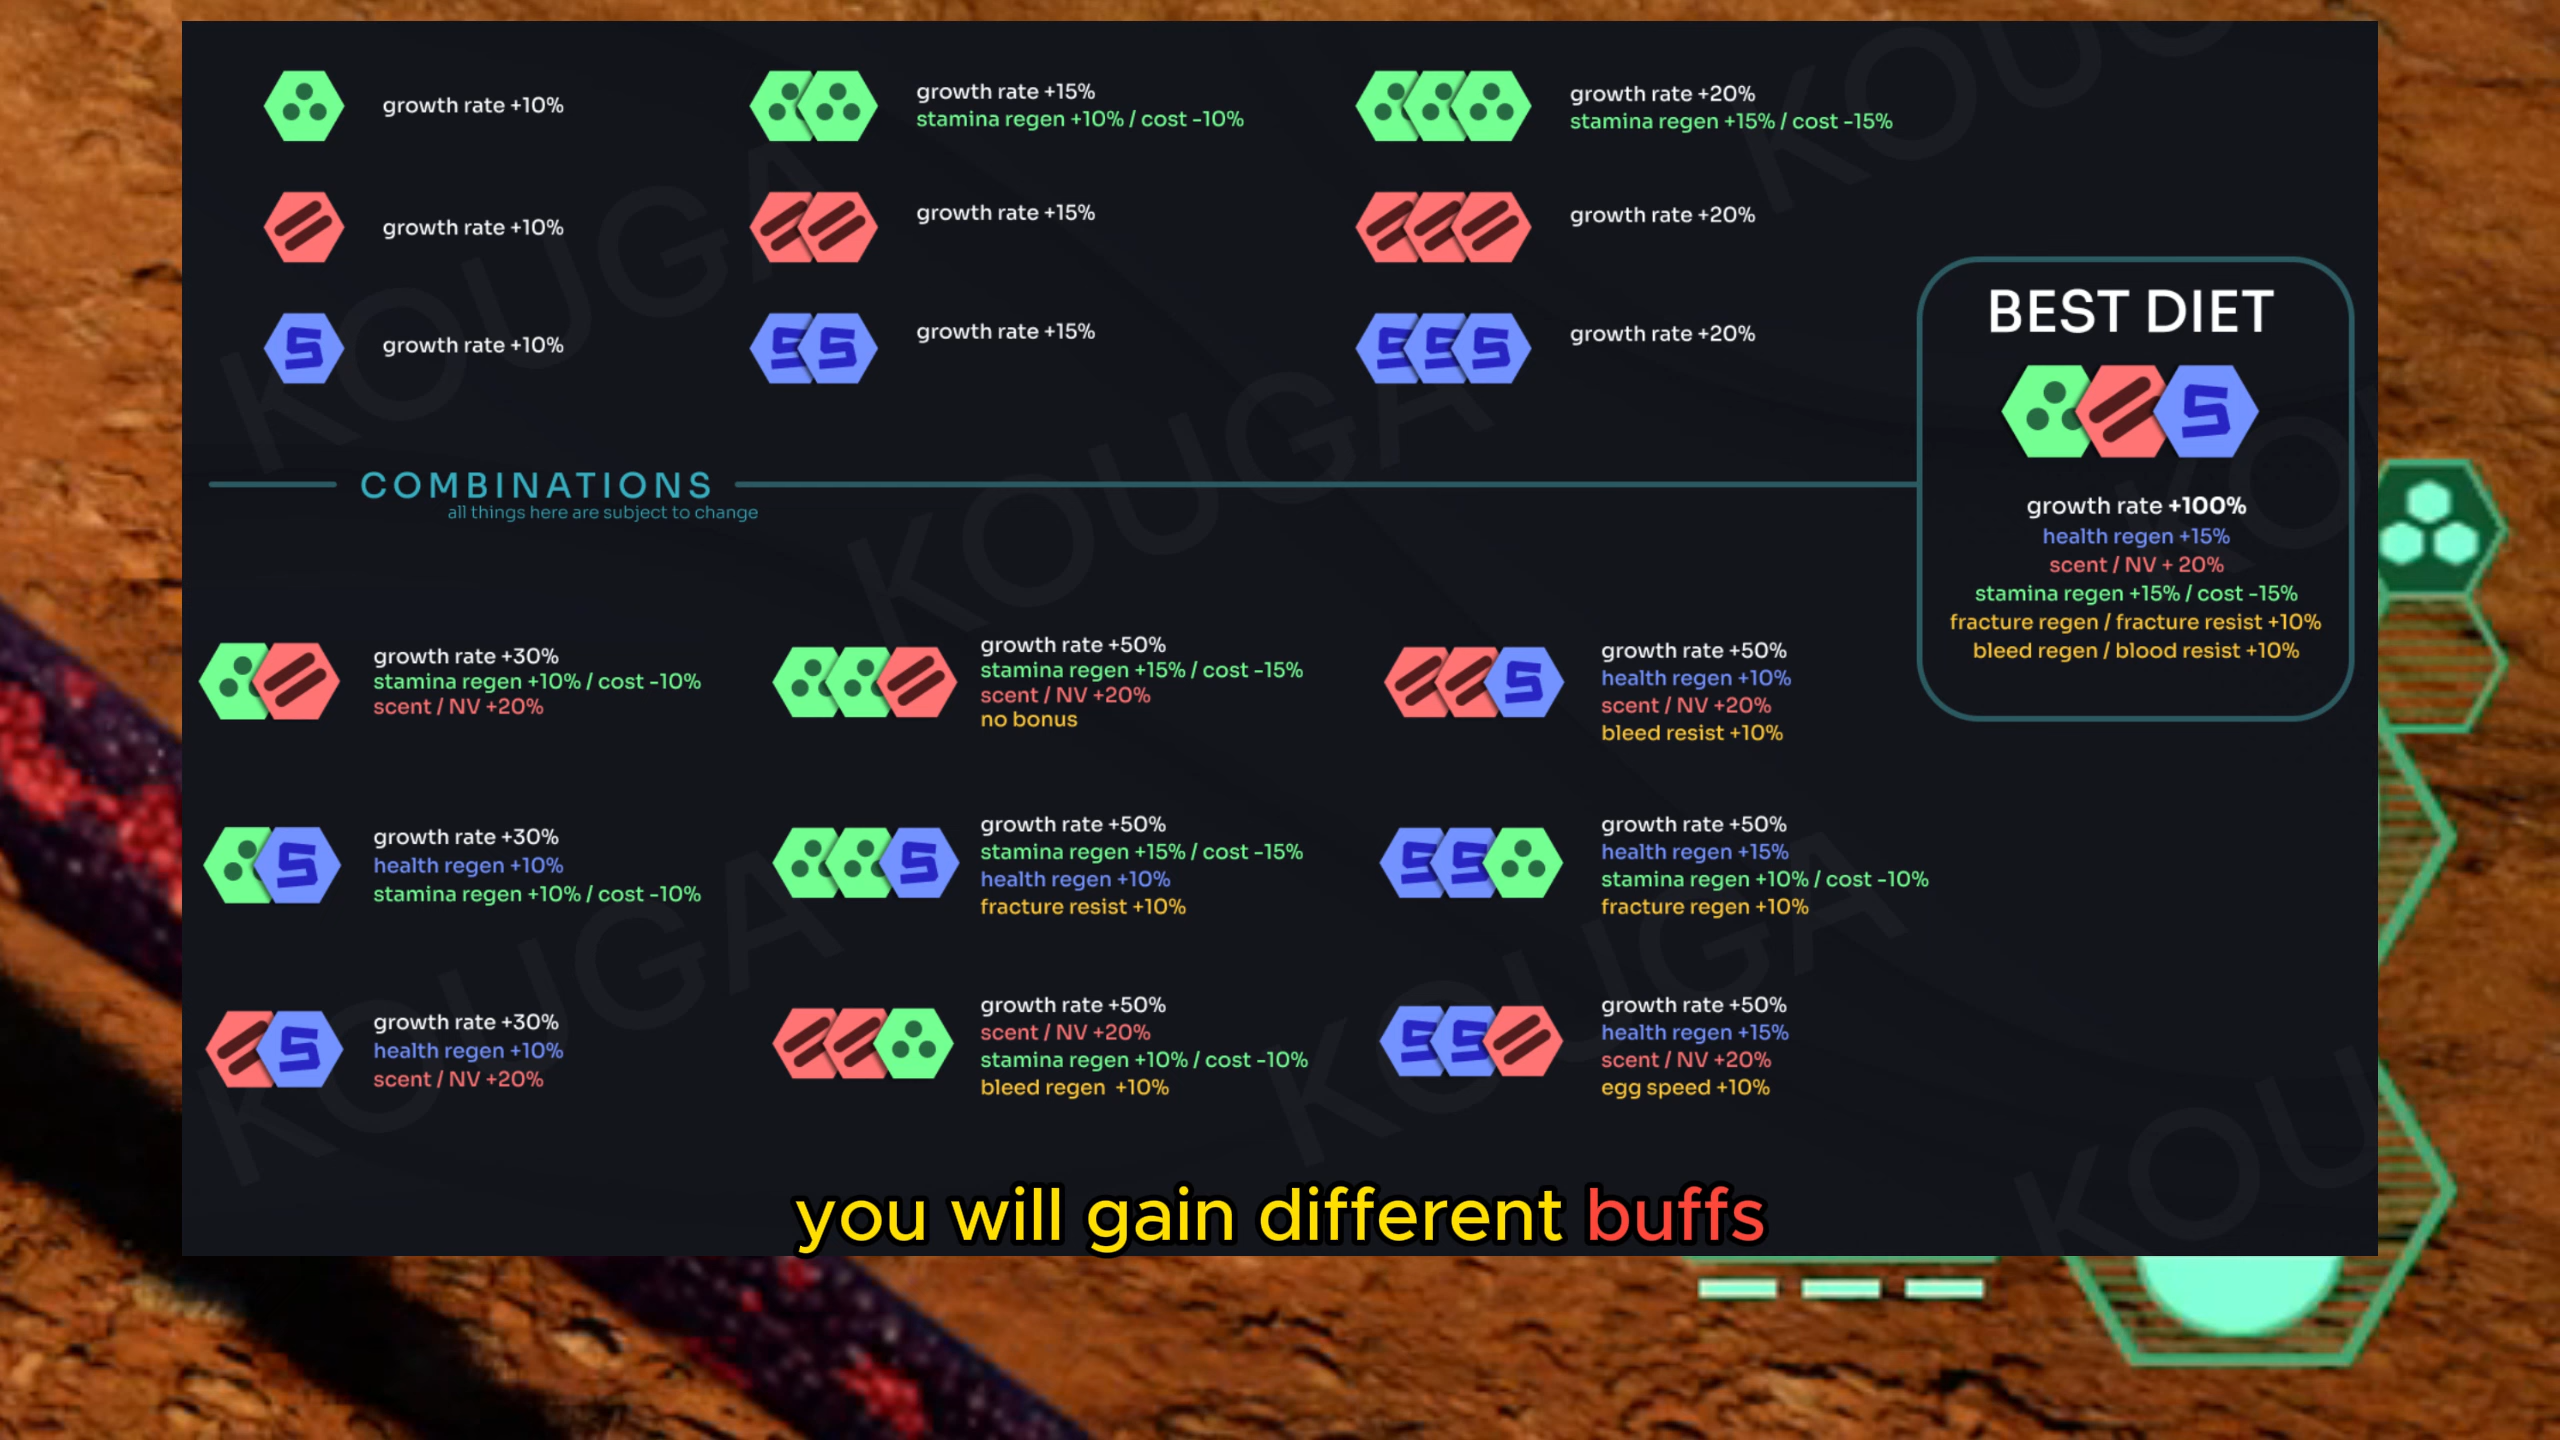 growth rate +10%
growth rate +15%
stamina regen +10% / cost -10%
growth rate +20%
stamina regen +15% / cost -15%
growth rate +10%
growth rate +15%
growth rate +20%
growth rate +10%
growth rate +15%
growth rate +20%
BEST DIET
growth rate +100%
health regen +15%
scent / NV + 20%
stamina regen +15% / cost -15%
fracture regen / fracture resist +10%
bleed regen / blood resist +10%
COMBINATIONS
all things here are subject to change
growth rate +30%
stamina regen +10% / cost -10%
scent / NV +20%
growth rate +50%
stamina regen +15% / cost -15%
scent / NV +20%
no bonus
growth rate +50%
health regen +10%
scent / NV +20%
bleed resist +10%
growth rate +30%
health regen +10%
stamina regen +10% / cost -10%
growth rate +50%
stamina regen +15% / cost -15%
health regen +10%
fracture resist +10%
growth rate +50%
health regen +15%
stamina regen +10% / cost -10%
fracture regen +10%
growth rate +30%
health regen +10%
scent / NV +20%
growth rate +50%
scent / NV +20%
stamina regen +10% / cost -10%
bleed regen +10%
growth rate +50%
health regen +15%
scent / NV +20%
egg speed +10%
you will gain different buffs
KOUGA
KOUGA
KOUGA
KOUGA